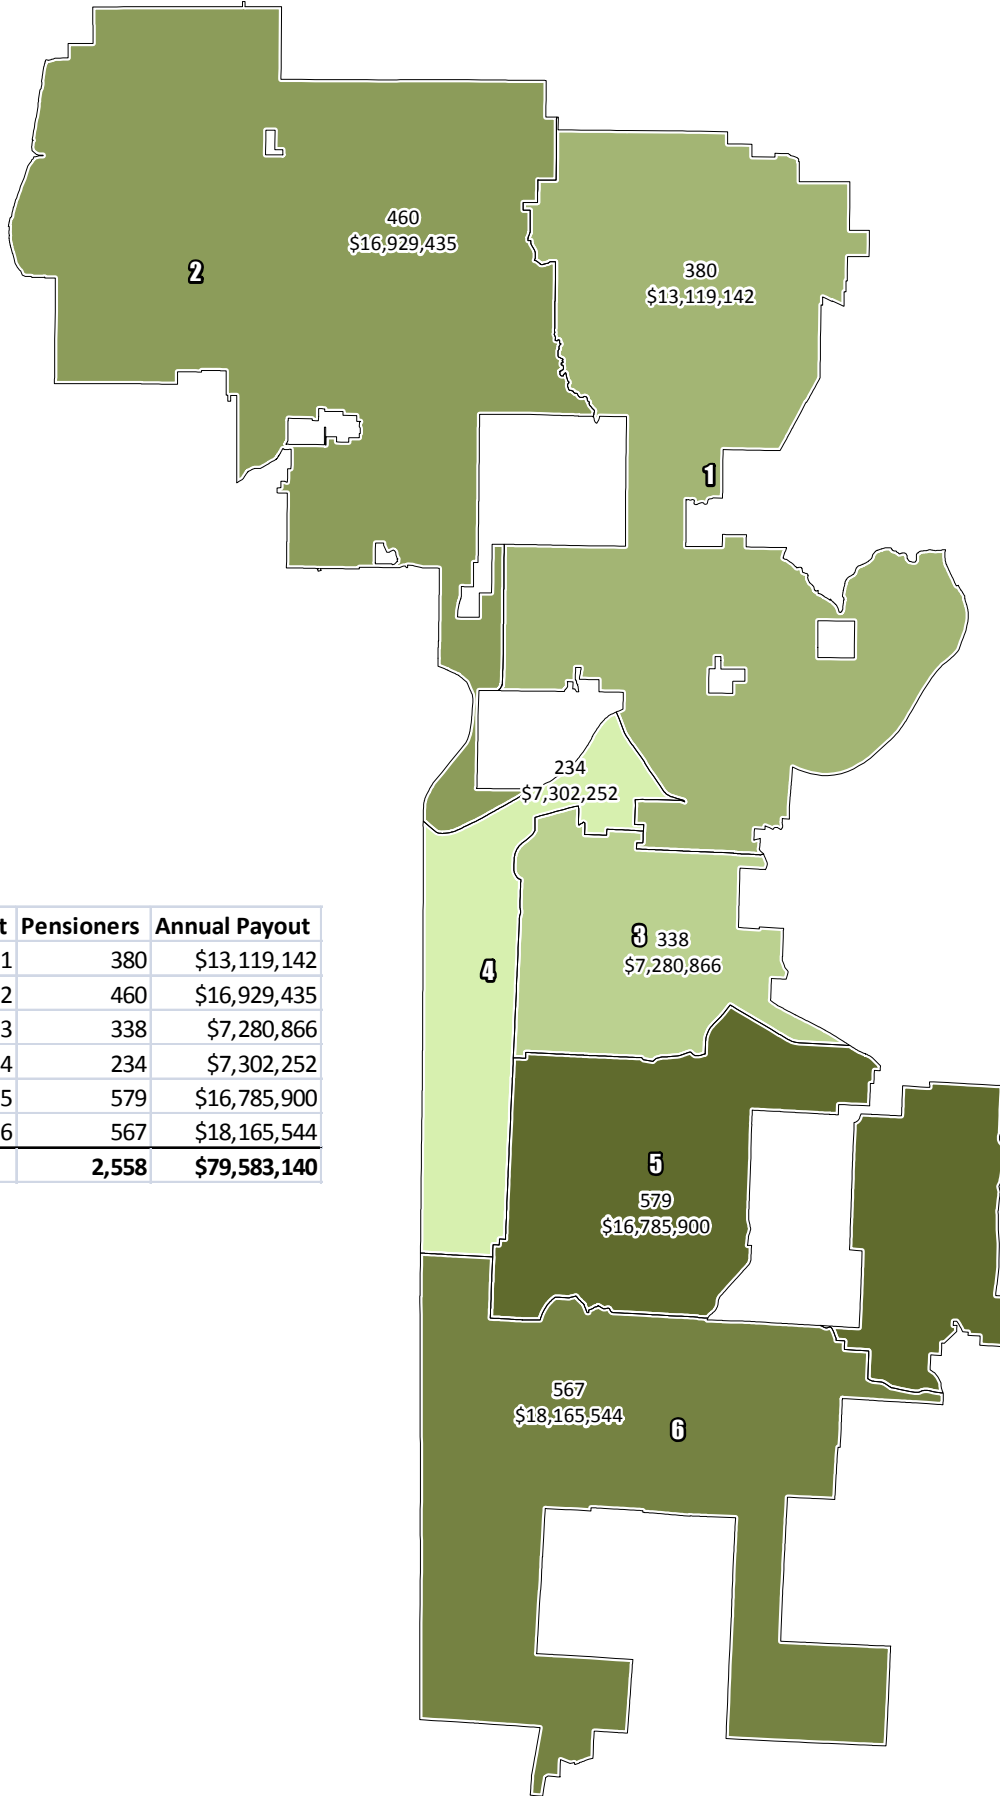 460
$16,929,435
2
380
$13,119,142
1
234
$7,302,252
t Pensioners Annual Payout
1 380 $13,119,142
2 460 $16,929,435
3 338 $7,280,866
4 234 $7,302,252
5 579 $16,785,900
6 567 $18,165,544
2,558 $79,583,140
3 338
$7,280,866
4
5
579
$16,785,900
567
$18,165,544
6